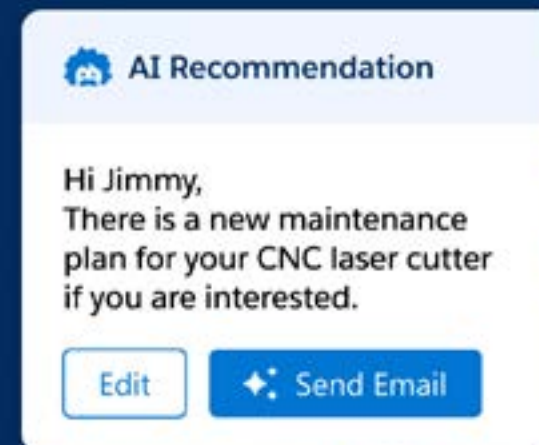 AI Recommendation
Hi Jimmy,
There is a new maintenance
plan for your CNC laser cutter
if you are interested.
Edit
Send Email